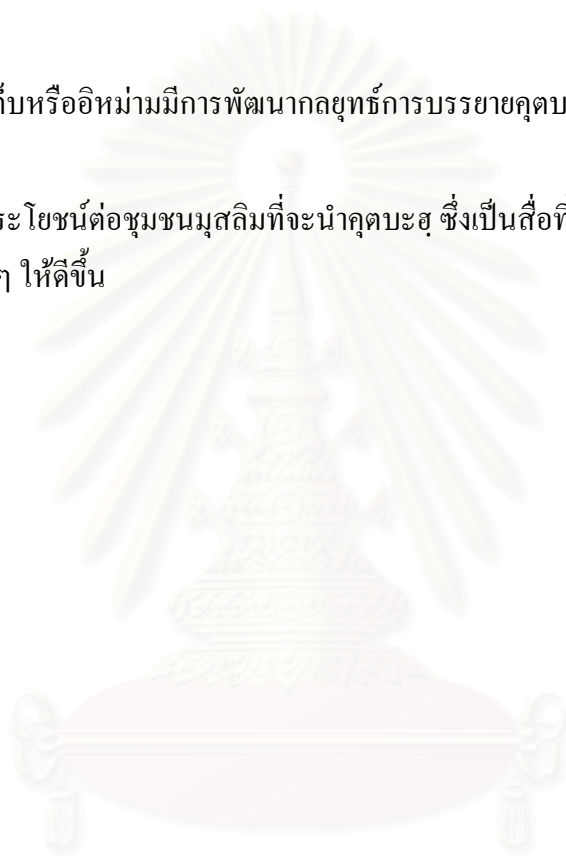 ก็บหรืออิหม่ามมีการพัฒนากลยุทธ์การบรรยายคุตบ
ระโยชน์ต่อชุมชนมุสลิมที่จะนำคุตบะฮฺ ซึ่งเป็นสื่อที่
ๆ ให้ดีขึ้น